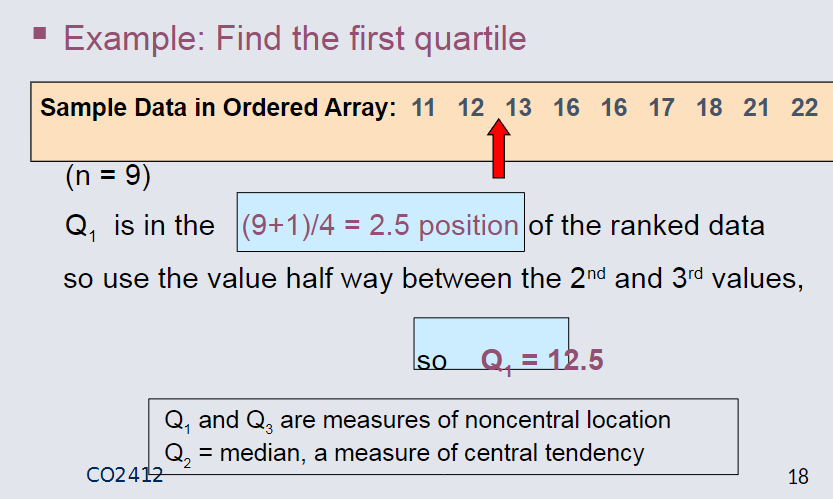 Example: Find the first quartile
Sample Data in Ordered Array: 11 12 13 16 16 17 18 21 22
(n = 9)
Q1 is in the (9+1)/4 = 2.5 position of the ranked data
so use the value half way between the 2nd and 3rd values,
so Q1 = 12.5
Q1 and Q3 are measures of noncentral location
Q2 = median, a measure of central tendency
CO2412
18